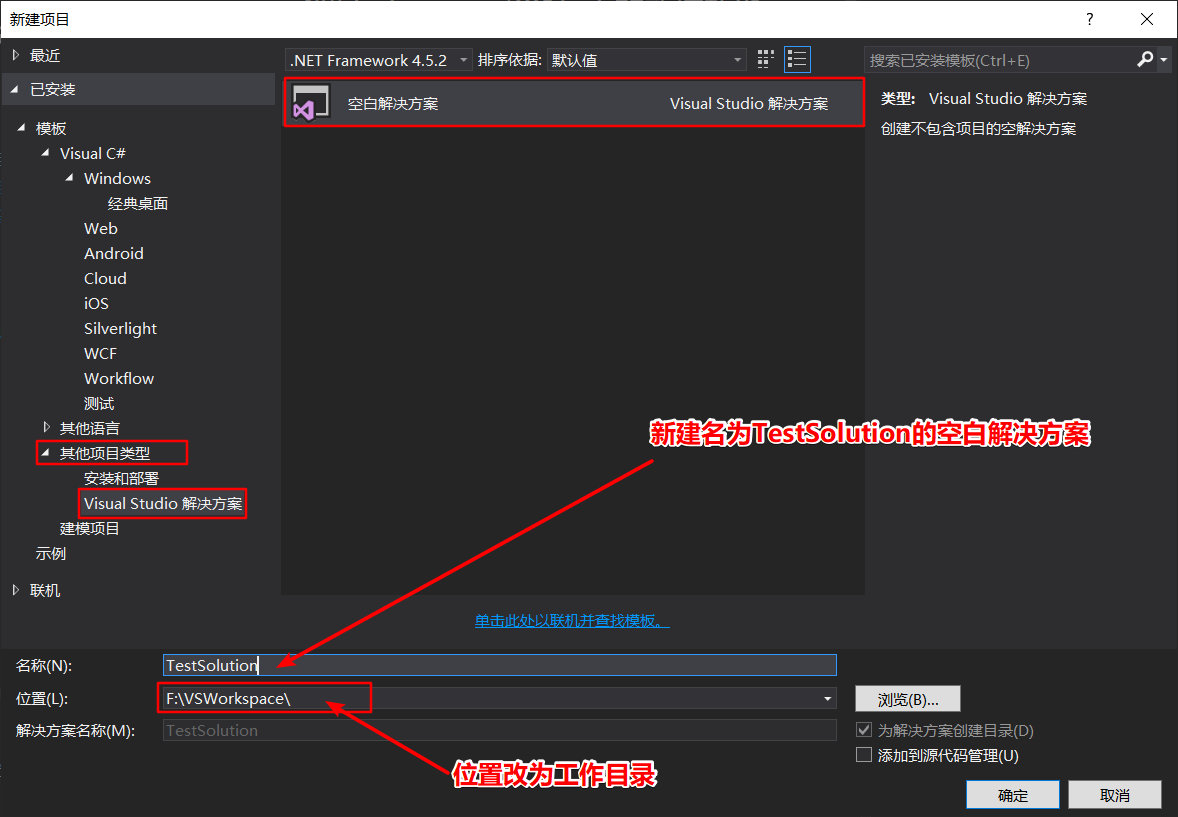 新建项目
?
最近
.NET Framework 4.5.2
排序依据:
默认值
搜索已安装模板(Ctrl+E)
已安装
空白解决方案
Visual Studio 解决方案
类型: Visual Studio 解决方案
创建不包含项目的空解决方案
模板
Visual C#
Windows
经典桌面
Web
Android
Cloud
iOS
Silverlight
WCF
Workflow
测试
其他语言
其他项目类型
安装和部署
Visual Studio 解决方案
建模项目
示例
联机
新建名为TestSolution的空白解决方案
单击此处以联机并查找模板。
名称(N):
TestSolution
位置(L):
F:\VSWorkspace\
浏览(B)...
解决方案名称(M):
TestSolution
为解决方案创建目录(D)
添加到源代码管理(U)
位置改为工作目录
确定
取消